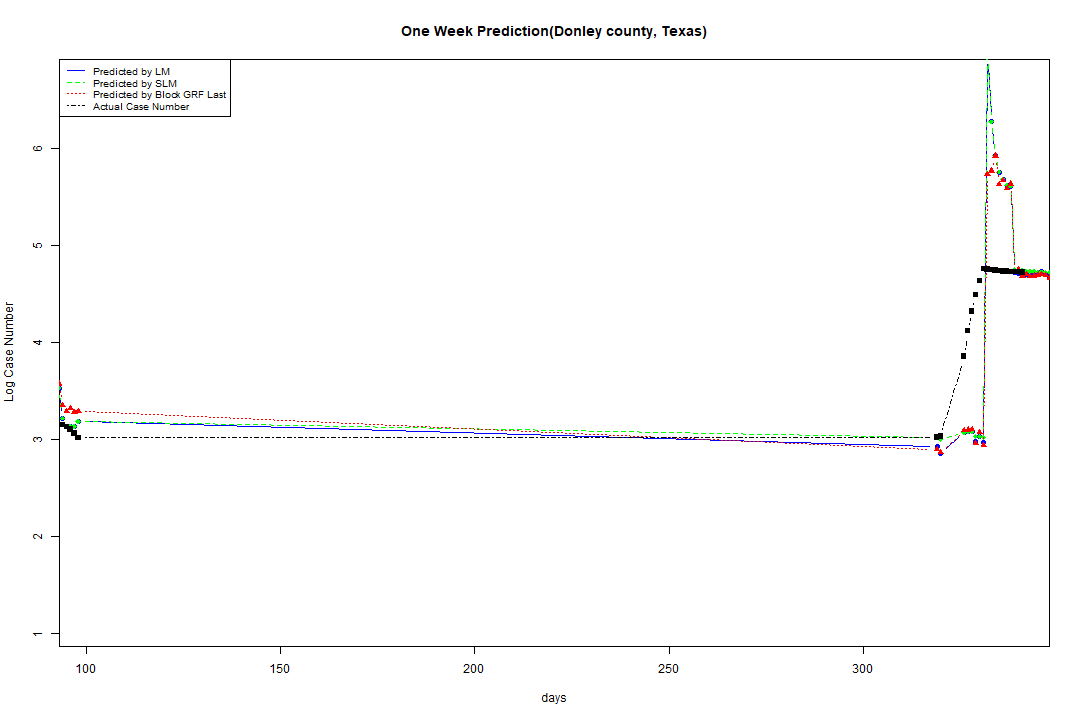 One Week Prediction(Donley county, Texas)
Predicted by LM
Predicted by SLM
Predicted by Block GRF Last
Actual Case Number
Log Case Number
6
5
4
3
2
1
100 150 200 250 300
days